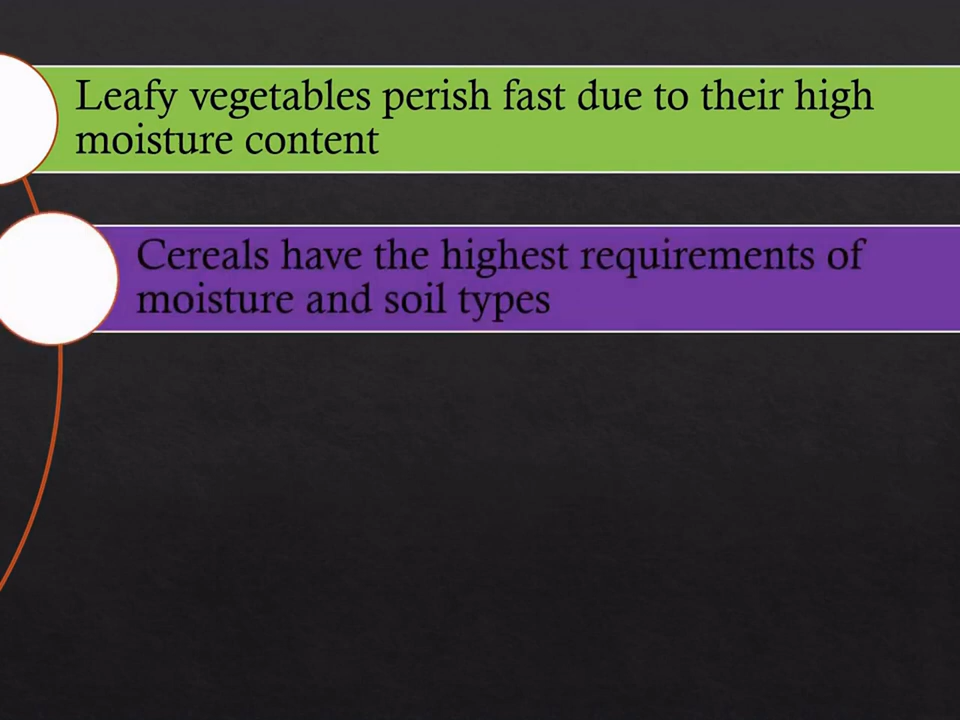 Leafy vegetables perish fast due to their high
moisture content
Cereals have the highest requirements of
moisture and soil types